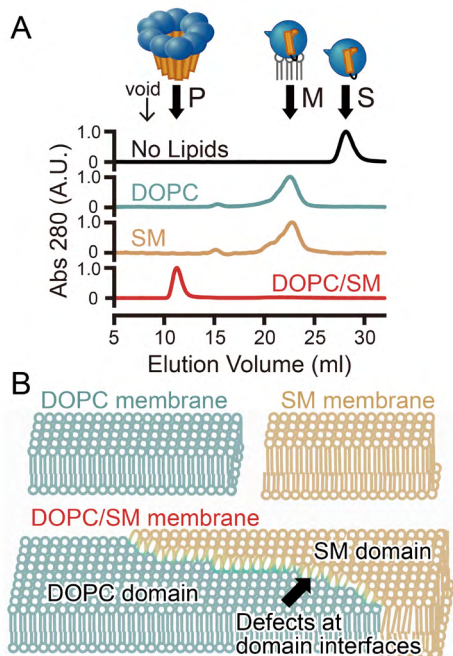 A
void
P
M
S
Abs 280 (A.U.)
1.0
0
No Lipids
1.0
0
DOPC
1.0
0
SM
1.0
0
DOPC/SM
5 10 15 20 25 30
Elution Volume (ml)
B
DOPC membrane
SM membrane
DOPC/SM membrane
SM domain
DOPC domain
Defects at
domain interfaces